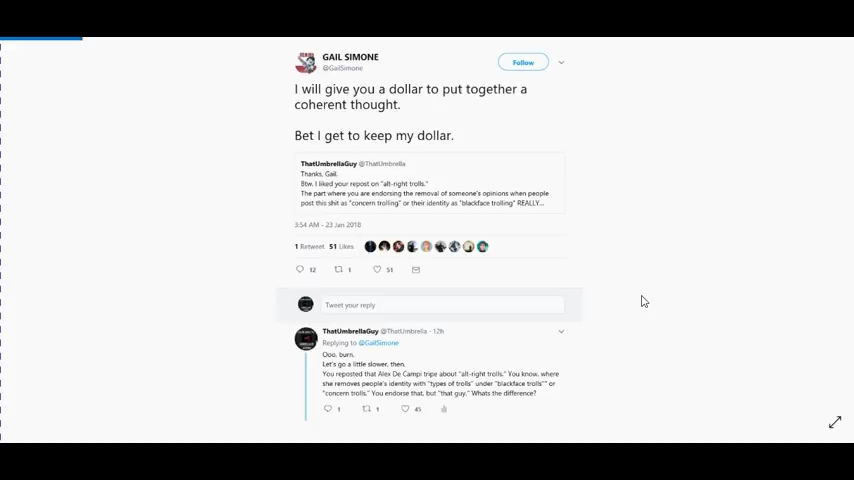 GAIL SIMONE
@GailSimone
Follow
I will give you a dollar to put together a
coherent thought.
Bet I get to keep my dollar.
ThatUmbrellaGuy @ThatUmbrella
Thanks, Gail.
Btw. I liked your repost on "alt-right trolls."
The part where you are endorsing the removal of someone's opinions when people
post this shit as "concern trolling" or their identity as "blackface trolling" REALLY...
3:54 AM - 23 Jan 2018
1 Retweet 51 Likes
12 1 51
Tweet your reply
ThatUmbrellaGuy @ThatUmbrella · 12h
Replying to @GailSimone
Ooo, burn.
Let's go a little slower, then.
You reposted that Alex De Campi tripe about "alt-right trolls." You know, where
she removes people's identity with "types of trolls" under "blackface trolls"" or
"concern trolls." You endorse that, but "that guy." Whats the difference?
1 1 45